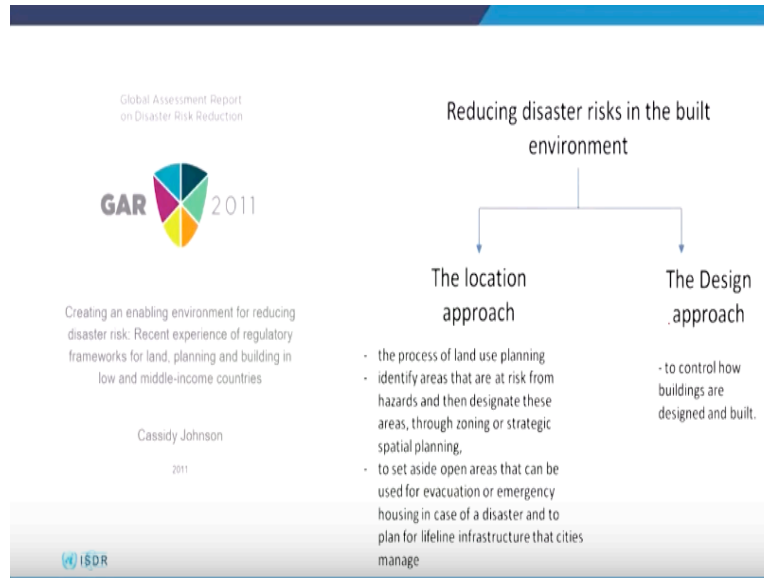 Global Assessment Report
on Disaster Risk Reduction
GAR 2011
Creating an enabling environment for reducing
disaster risk: Recent experience of regulatory
frameworks for land, planning and building in
low and middle-income countries
Cassidy Johnson
2011
ISDR
Reducing disaster risks in the built
environment
The location
approach
- the process of land use planning
- identify areas that are at risk from
hazards and then designate these
areas, through zoning or strategic
spatial planning,
- to set aside open areas that can be
used for evacuation or emergency
housing in case of a disaster and to
plan for lifeline infrastructure that cities
manage
The Design
.approach
- to control how
buildings are
designed and built.